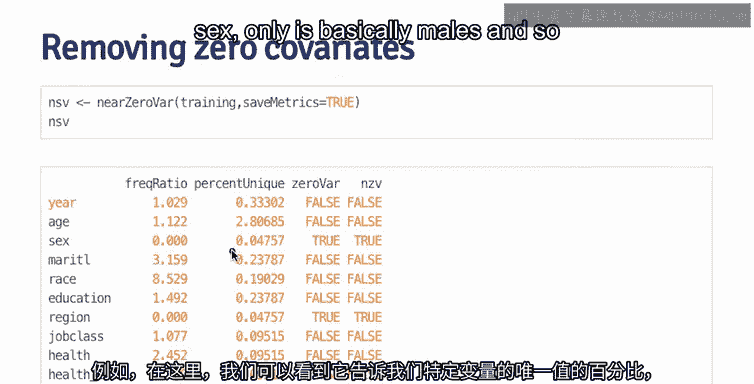 sex, only is basically males and so
Removing zero covariates
nsv <- nearZeroVar(training,saveMetrics=TRUE)
nsv
freqRatio percentUnique zeroVar nzv
year 1.029 0.33302 FALSE FALSE
age 1.122 2.80685 FALSE FALSE
sex 0.000 0.04757 TRUE TRUE
maritl 3.159 0.23787 FALSE FALSE
race 8.529 0.19029 FALSE FALSE
education 1.492 0.23787 FALSE FALSE
region 0.000 0.04757 TRUE TRUE
jobclass 1.077 0.09515 FALSE FALSE
health 2.452 0.09515 FALSE FALSE
例如，在这里，我们可以看到它告诉我们特定变量的唯一值的百分比，